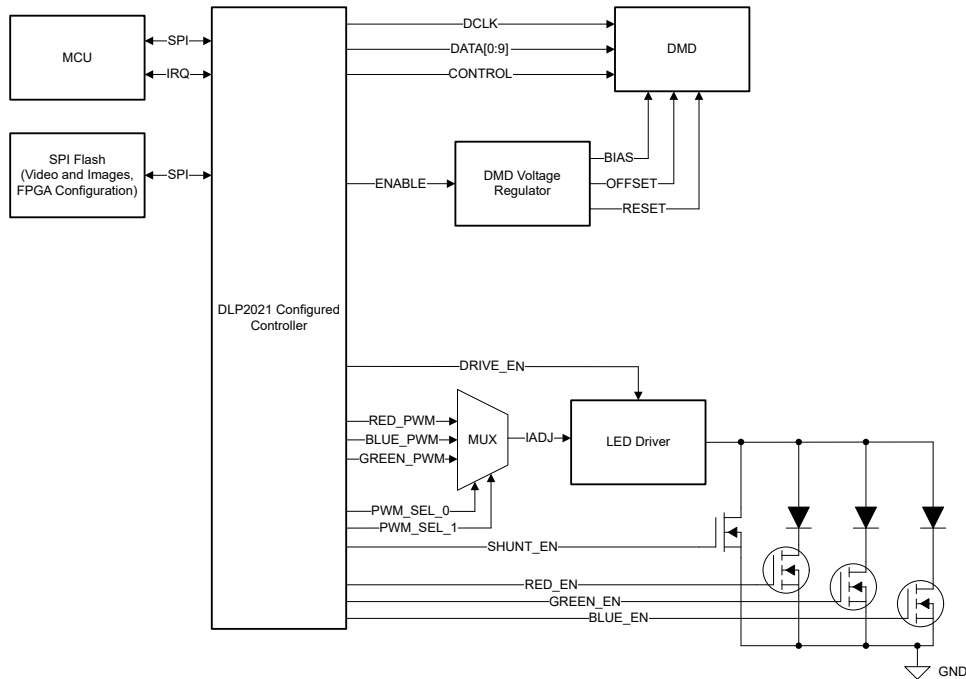 MCU
SPI
IRQ
SPI Flash
(Video and Images,
FPGA Configuration)
SPI
DLP2021 Configured
Controller
DCLK
DATA[0:9]
CONTROL
DMD
ENABLE
DMD Voltage
Regulator
BIAS
OFFSET
RESET
DRIVE_EN
RED_PWM
BLUE_PWM
GREEN_PWM
MUX
IADJ
LED Driver
PWM_SEL_0
PWM_SEL_1
SHUNT_EN
RED_EN
GREEN_EN
BLUE_EN
GND